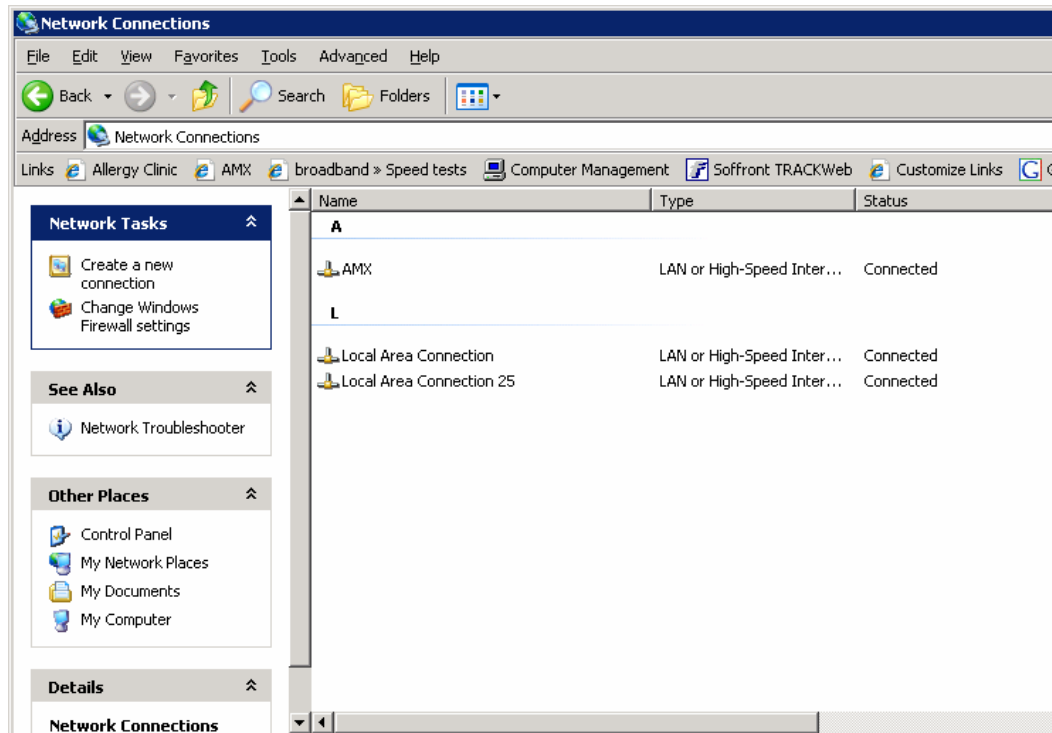 Network Connections
File Edit View Favorites Tools Advanced Help
Back Search Folders
Address Network Connections
Links Allergy Clinic AMX broadband » Speed tests Computer Management Soffront TRACKWeb Customize Links G
Name Type Status
Network Tasks
Create a new
connection
Change Windows
Firewall settings
See Also
Network Troubleshooter
Other Places
Control Panel
My Network Places
My Documents
My Computer
Details
Network Connections
A
AMX LAN or High-Speed Inter... Connected
L
Local Area Connection LAN or High-Speed Inter... Connected
Local Area Connection 25 LAN or High-Speed Inter... Connected